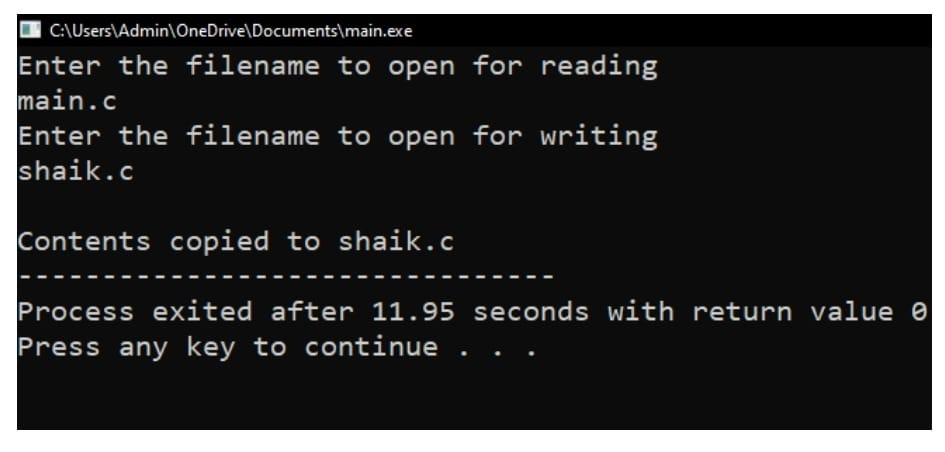 C:\Users\Admin\OneDrive\Documents\main.exe
Enter the filename to open for reading
main.c
Enter the filename to open for writing
shaik.c
Contents copied to shaik.c
--------------------------------
Process exited after 11.95 seconds with return value 0
Press any key to continue . . .